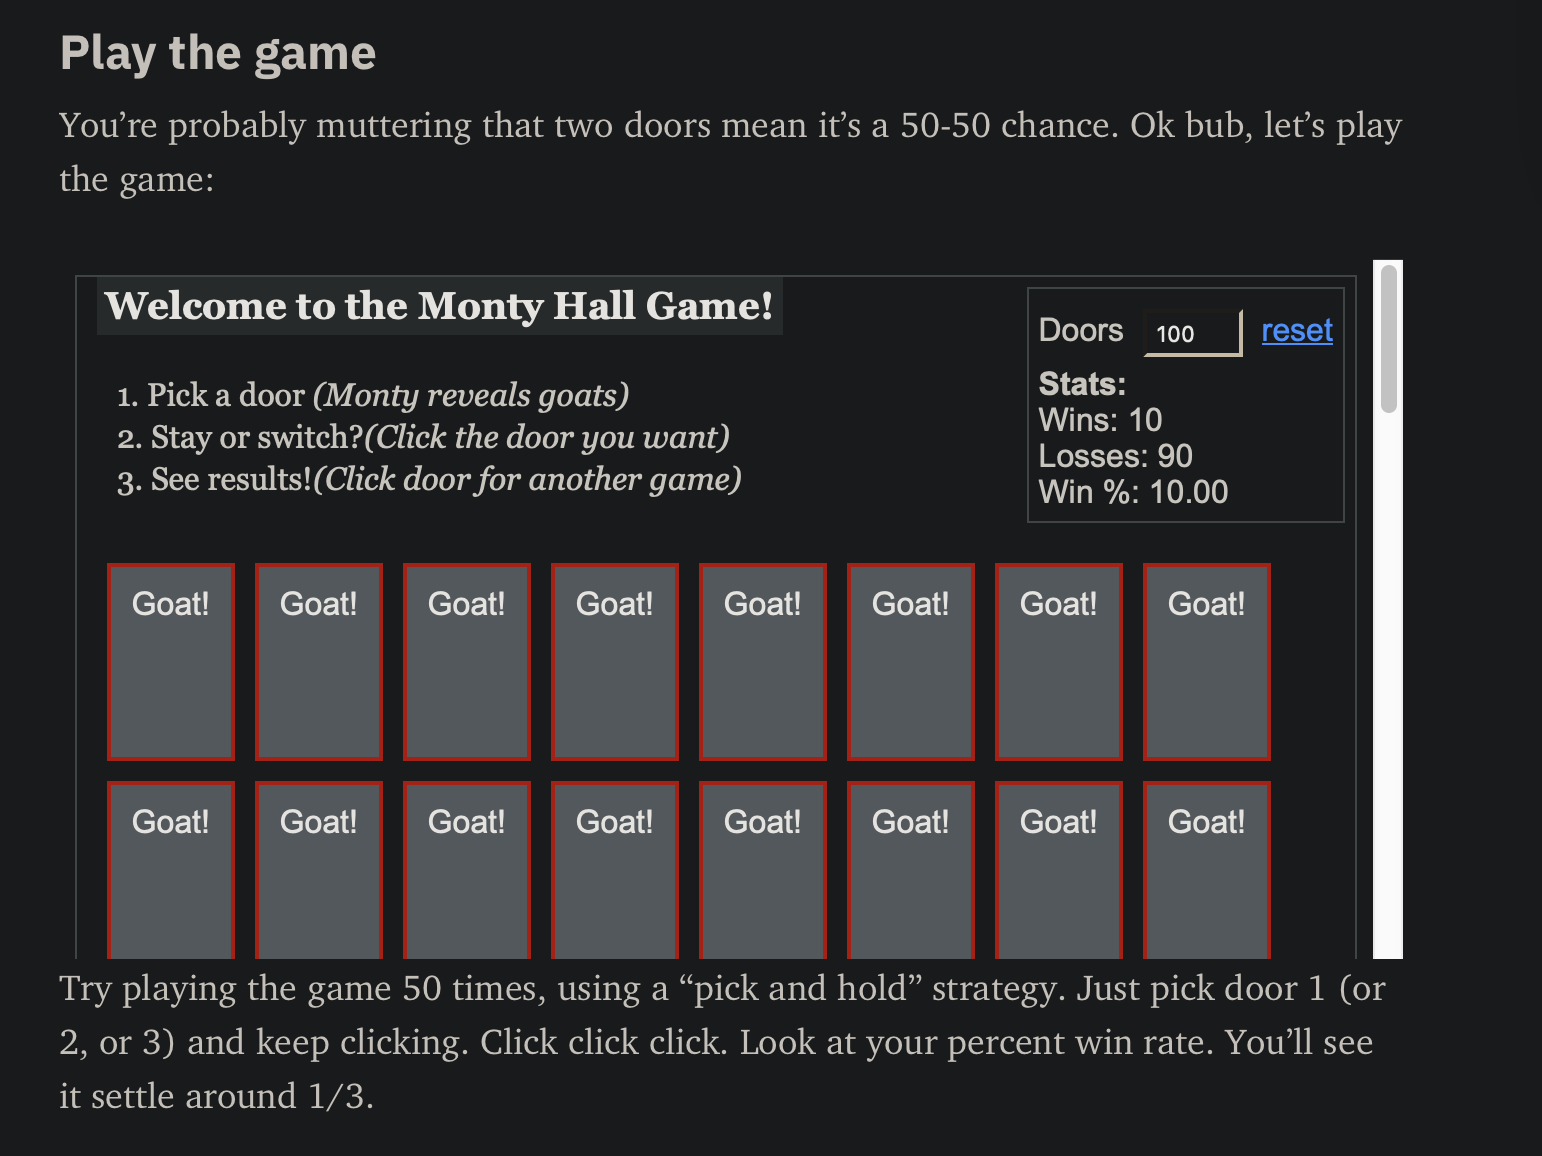 Play the game
You’re probably muttering that two doors mean it’s a 50-50 chance. Ok bub, let’s play
the game:
Welcome to the Monty Hall Game!
1. Pick a door (Monty reveals goats)
2. Stay or switch?(Click the door you want)
3. See results!(Click door for another game)
Doors 100 reset
Stats:
Wins: 10
Losses: 90
Win %: 10.00
Goat! Goat! Goat! Goat! Goat! Goat! Goat! Goat!
Goat! Goat! Goat! Goat! Goat! Goat! Goat! Goat!
Try playing the game 50 times, using a “pick and hold” strategy. Just pick door 1 (or
2, or 3) and keep clicking. Click click click. Look at your percent win rate. You’ll see
it settle around 1/3.